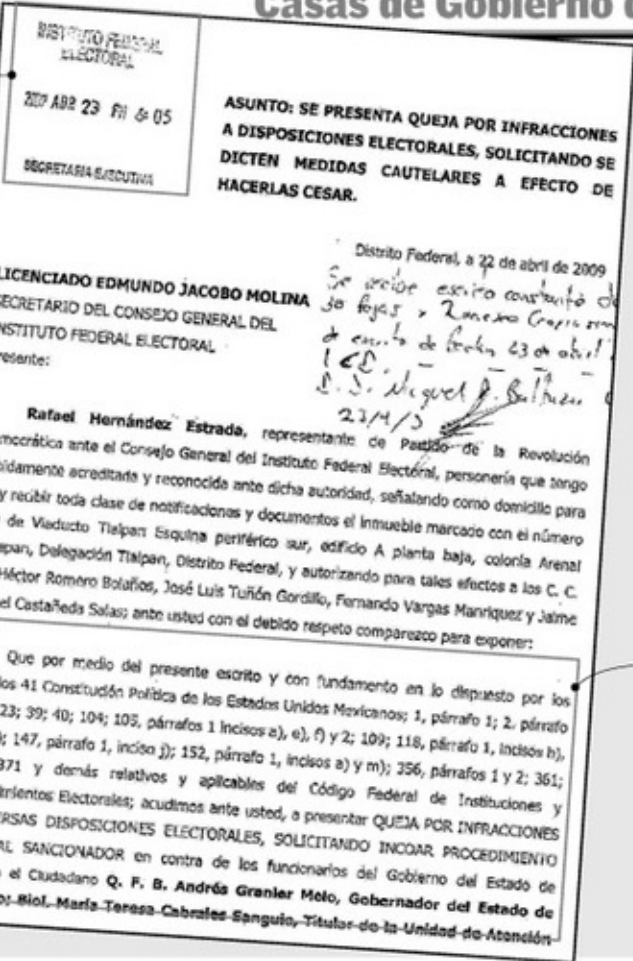 Casas de Gobierno
INSTITUTO FEDERAL
ELECTORAL
ABR 23 05
SECRETARIA EJECUTIVA
ASUNTO: SE PRESENTA QUEJA POR INFRACCIONES
A DISPOSICIONES ELECTORALES, SOLICITANDO SE
DICTEN MEDIDAS CAUTELARES A EFECTO DE
HACERLAS CESAR.
Distrito Federal, a 22 de abril de 2009
Se recibe escrito
30 fojas
de escrito de fecha 23 de abril
LICENCIADO EDMUNDO JACOBO MOLINA
SECRETARIO DEL CONSEJO GENERAL DEL
INSTITUTO FEDERAL ELECTORAL
resente:
Miguel
Rafael Hernández Estrada, representante de Partido de la Revolución
mocrática ante el Consejo General del Instituto Federal Electoral, personería que tengo
bidamente acreditada y reconocida ante dicha autoridad, señalando como domicilio para
y recibir toda clase de notificaciones y documentos el inmueble marcado con el número
de Viaducto Tlalpan Esquina periférico sur, edificio A planta baja, colonia Arenal
epan, Delegación Tlalpan, Distrito Federal, y autorizando para tales efectos a los C. C.
Héctor Romero Bolaños, José Luis Tuñón Gordillo, Fernando Vargas Manriquez y Jaime
el Castañeda Salas; ante usted con el debido respeto comparezco para exponer:
Que por medio del presente escrito y con fundamento en lo dispuesto por los
los 41 Constitución Política de los Estados Unidos Mexicanos; 1, párrafo 1; 2, párrafo
23; 39; 40; 104; 105, párrafos 1 incisos a), e), f) y 2; 109; 118, párrafo 1, incisos h),
; 147, párrafo 1, inciso j); 152, párrafo 1, incisos a) y m); 356, párrafos 1 y 2; 361;
371 y demás relativos y aplicables del Código Federal de Instituciones y
imientos Electorales; acudimos ante usted, a presentar QUEJA POR INFRACCIONES
ERSAS DISPOSICIONES ELECTORALES, SOLICITANDO INCOAR PROCEDIMIENTO
AL SANCIONADOR en contra de los funcionarios del Gobierno del Estado de
el Ciudadano Q. F. B. Andrés Granier Melo, Gobernador del Estado de
o; Biol. María Teresa Cabrales Sanguio, Titular de la Unidad de Atención